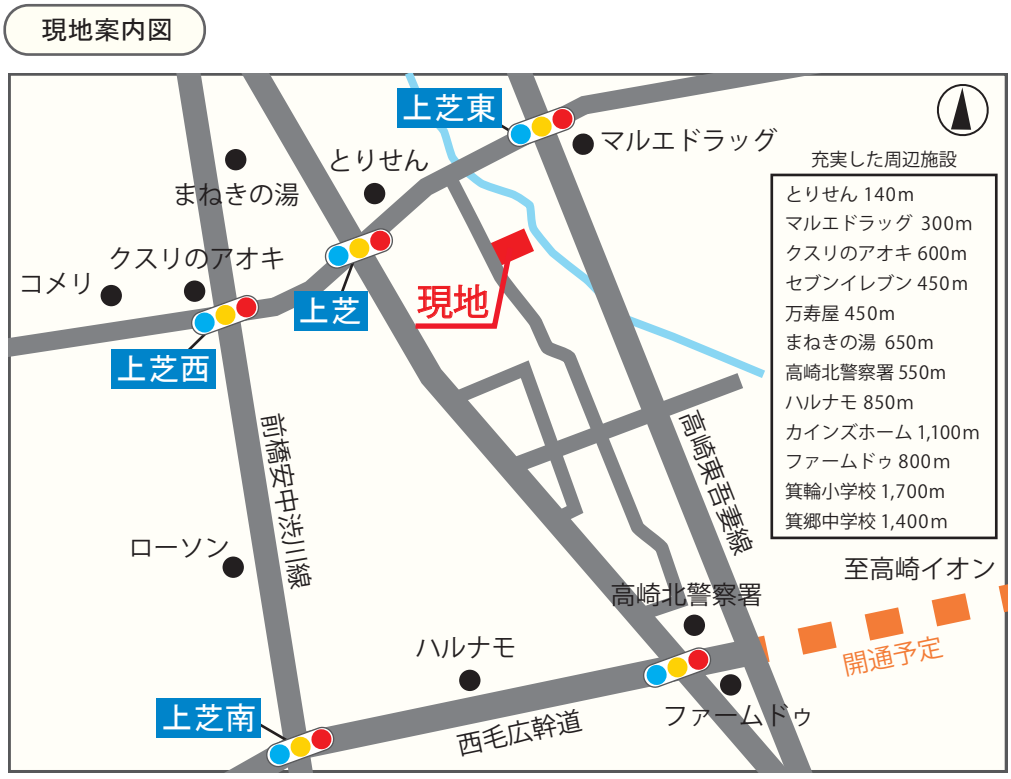 現地案内図
上芝東
マルエドラッグ
とりせん
まねきの湯
クスリのアオキ
コメリ
上芝
現地
上芝西
前橋安中渋川線
高崎東吾妻線
ローソン
高崎北警察署
ハルナモ
上芝南
西毛広幹道
ファームドゥ
至高崎イオン
開通予定
充実した周辺施設
とりせん 140m
マルエドラッグ 300m
クスリのアオキ 600m
セブンイレブン 450m
万寿屋 450m
まねきの湯 650m
高崎北警察署 550m
ハルナモ 850m
カインズホーム 1,100m
ファームドゥ 800m
箕輪小学校 1,700m
箕郷中学校 1,400m